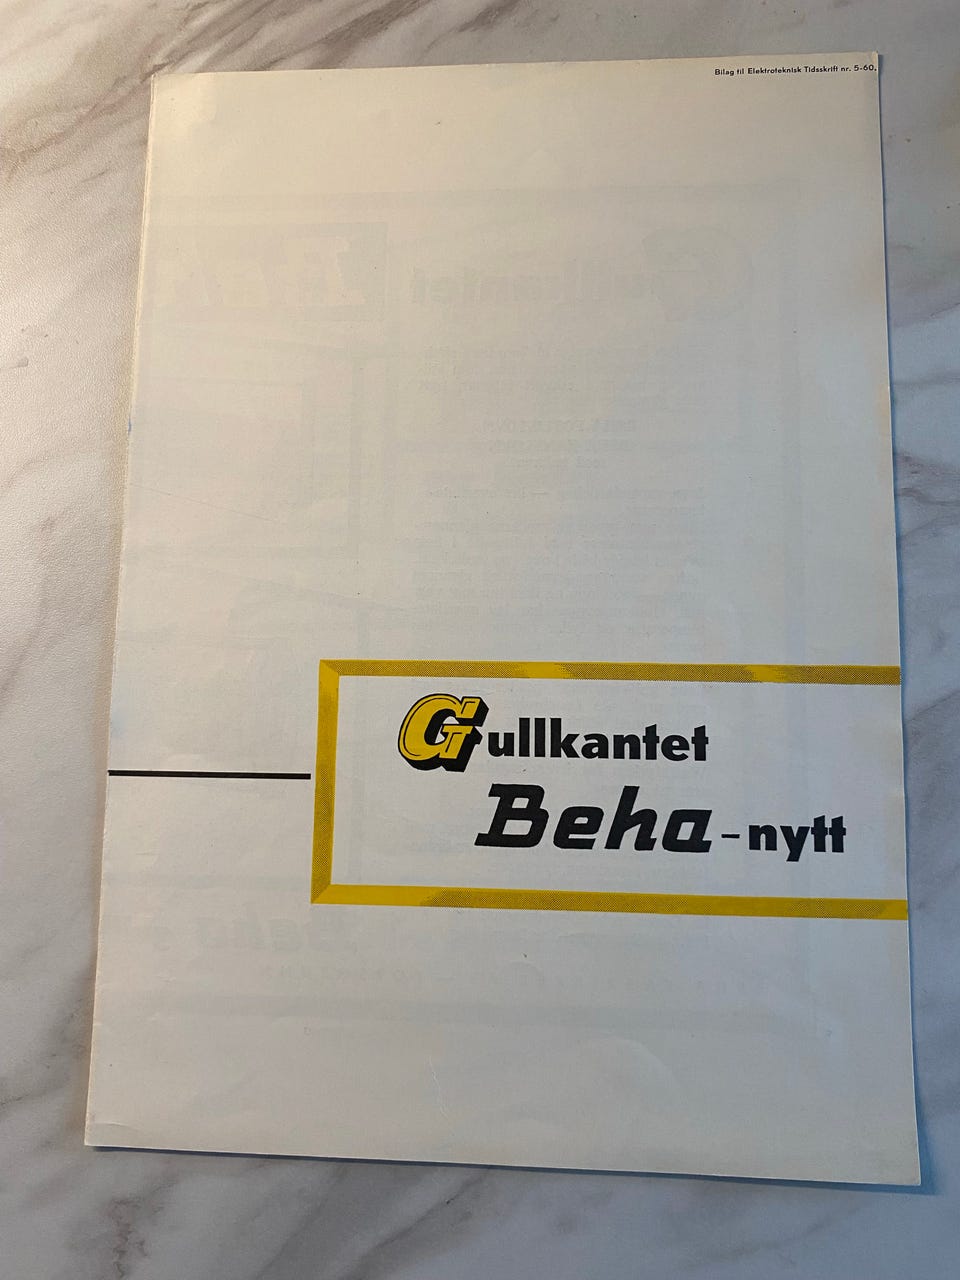 Bilag til Elektroteknisk Tidsskrift nr. 5-60.
Gullkantet
Beha-nytt